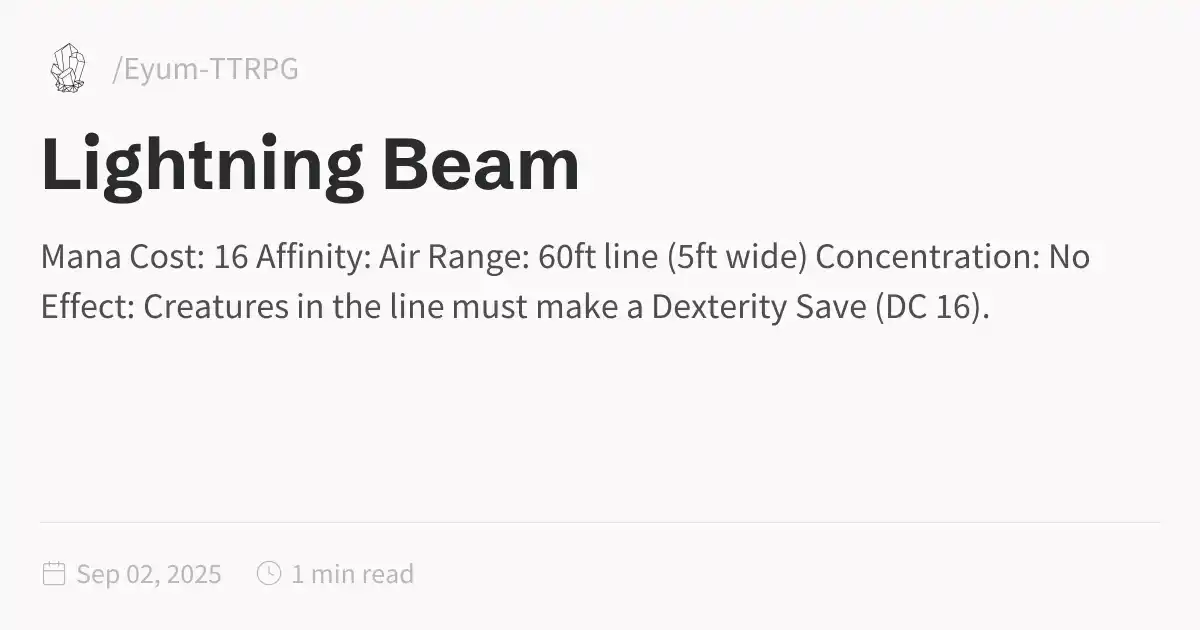 /Eyum-TTRPG
Lightning Beam
Mana Cost: 16 Affinity: Air Range: 60ft line (5ft wide) Concentration: No
Effect: Creatures in the line must make a Dexterity Save (DC 16).
Sep 02, 2025 1 min read